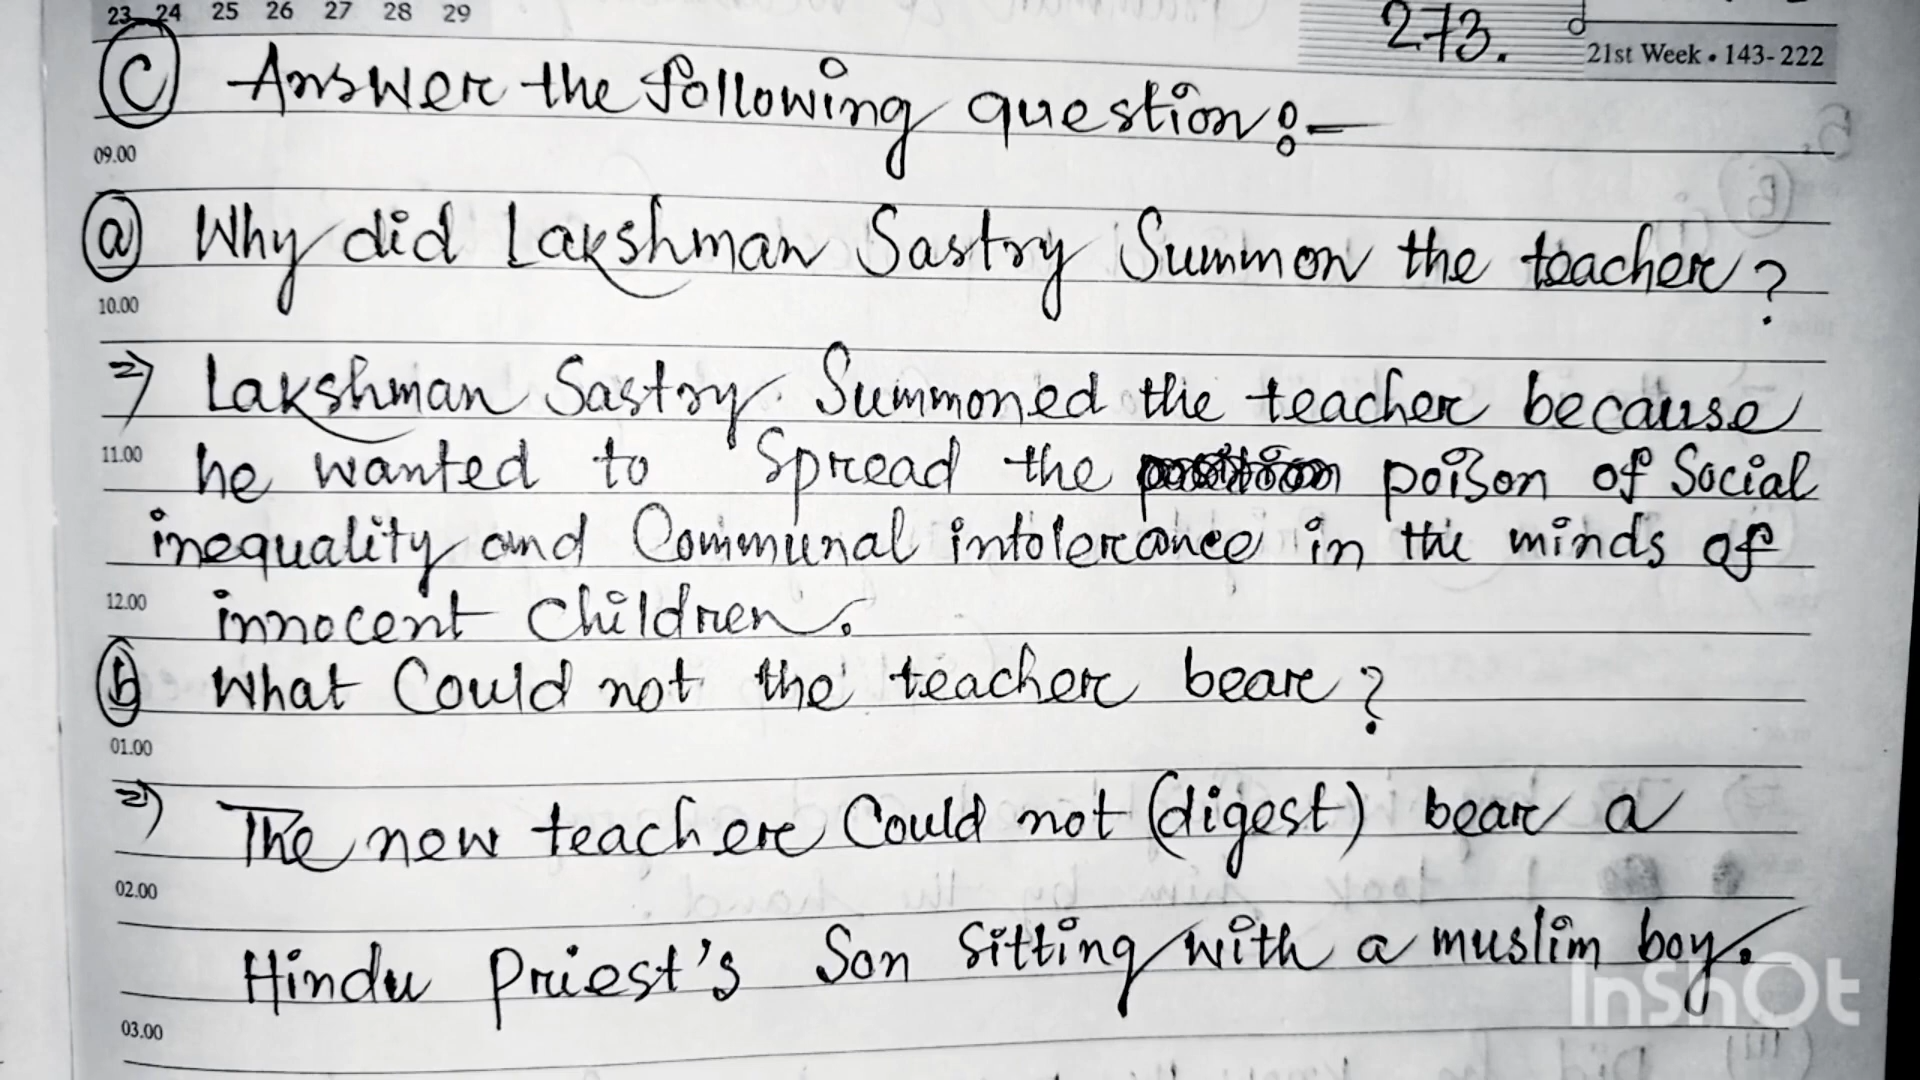 23 24 25 26 27 28 29
273.
21st Week • 143-222
(C) Answer the following question:-
09.00
(a) Why did Lakshman Sastry Summon the teacher?
10.00
=> Lakshman Sastry Summoned the teacher because
11.00 he wanted to Spread the poison of Social
inequality and Communal intolerance in the minds of
12.00 innocent Children.
(b) What Could not the teacher bear?
01.00
=> The new teacher Could not (digest) bear a
02.00
Hindu priest's Son Sitting with a muslim boy.
03.00
InShOt